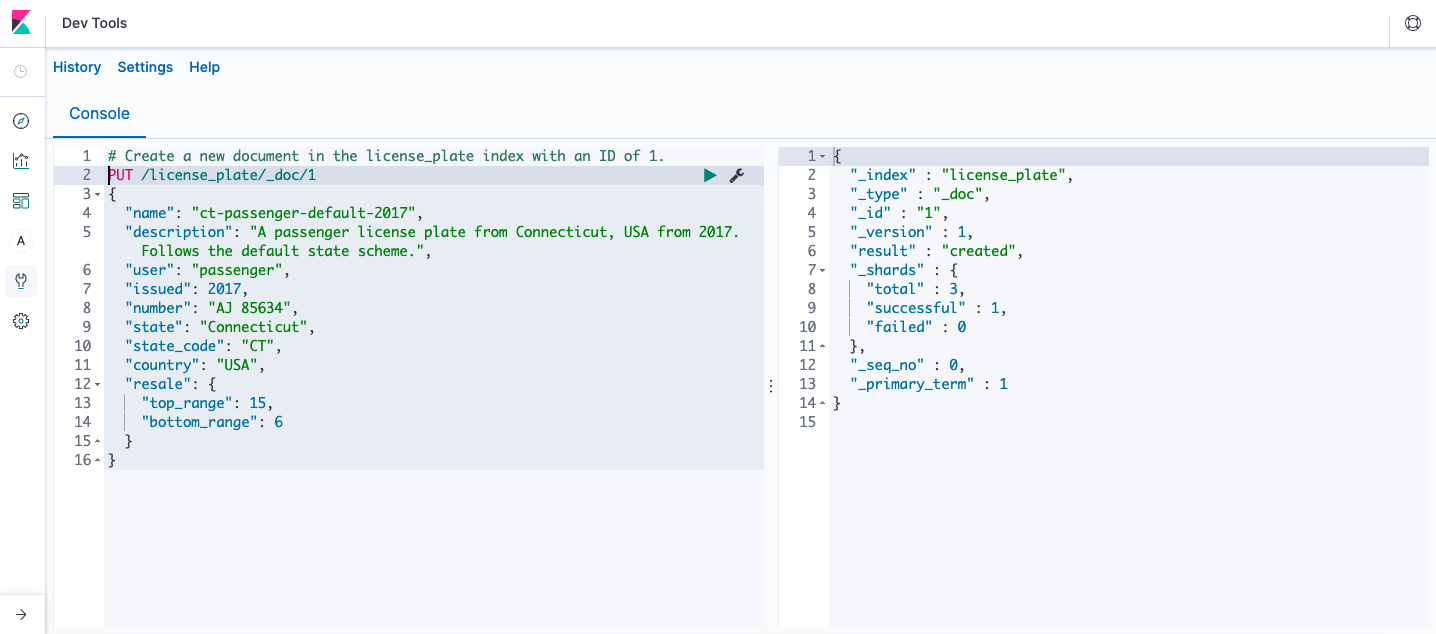 Dev Tools
History Settings Help
Console
1 # Create a new document in the license_plate index with an ID of 1.
2 PUT /license_plate/_doc/1
3 {
4 "name": "ct-passenger-default-2017",
5 "description": "A passenger license plate from Connecticut, USA from 2017.
Follows the default state scheme.",
6 "user": "passenger",
7 "issued": 2017,
8 "number": "AJ 85634",
9 "state": "Connecticut",
10 "state_code": "CT",
11 "country": "USA",
12 "resale": {
13 "top_range": 15,
14 "bottom_range": 6
15 }
16 }
A
1 {
2 "_index" : "license_plate",
3 "_type" : "_doc",
4 "_id" : "1",
5 "_version" : 1,
6 "result" : "created",
7 "_shards" : {
8 "total" : 3,
9 "successful" : 1,
10 "failed" : 0
11 },
12 "_seq_no" : 0,
13 "_primary_term" : 1
14 }
15